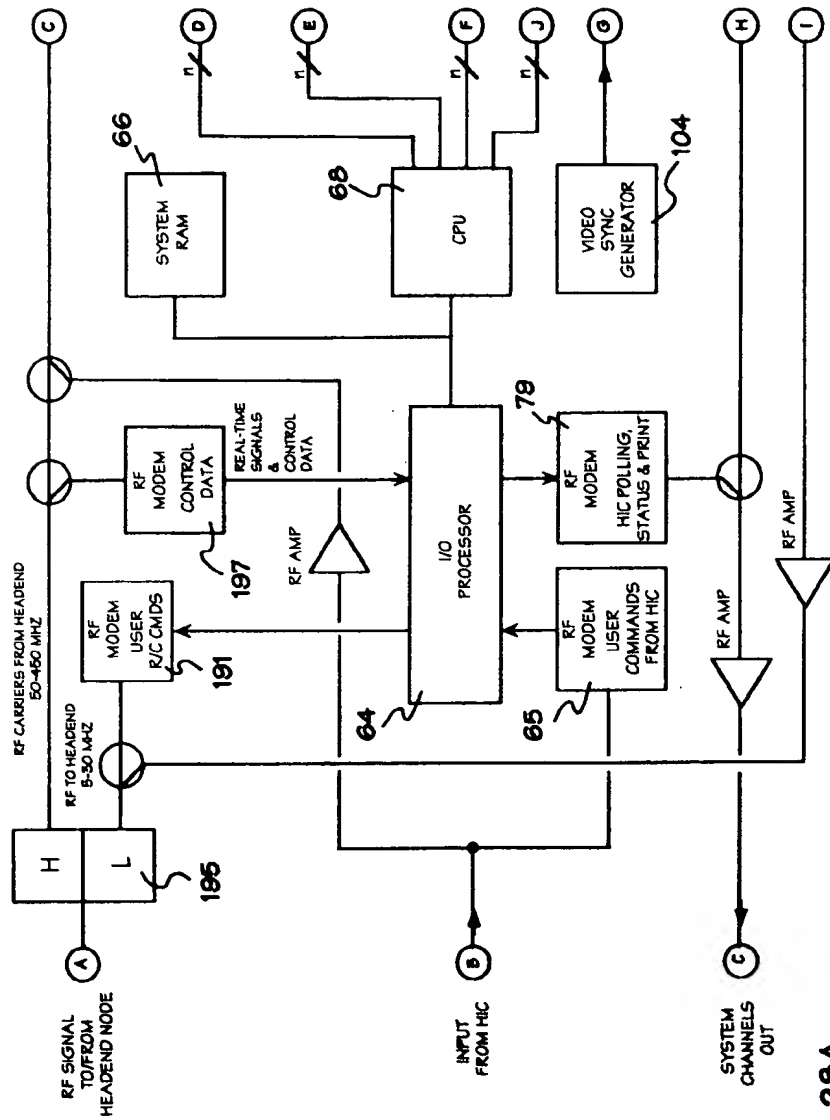 C
RF CARRIERS FROM HEADEND
50-450 MHZ
D
n
66
SYSTEM
RAM
E
n
H
L
195
RF TO HEADEND
5-30 MHZ
RF
MODEM
USER
R/C CMDS
191
RF
MODEM
CONTROL
DATA
197
REAL-TIME
SIGNALS
&
CONTROL
DATA
68
CPU
F
n
J
n
A
RF SIGNAL
TO/FROM
HEADEND NODE
RF AMP
I/O
PROCESSOR
64
VIDEO
SYNC
GENERATOR
104
G
B
INPUT
FROM HIC
RF
MODEM
USER
COMMANDS
FROM HIC
65
RF
MODEM
HIC POLLING,
STATUS & PRINT
79
H
RF AMP
C
SYSTEM
CHANNELS
OUT
RF AMP
I
28A